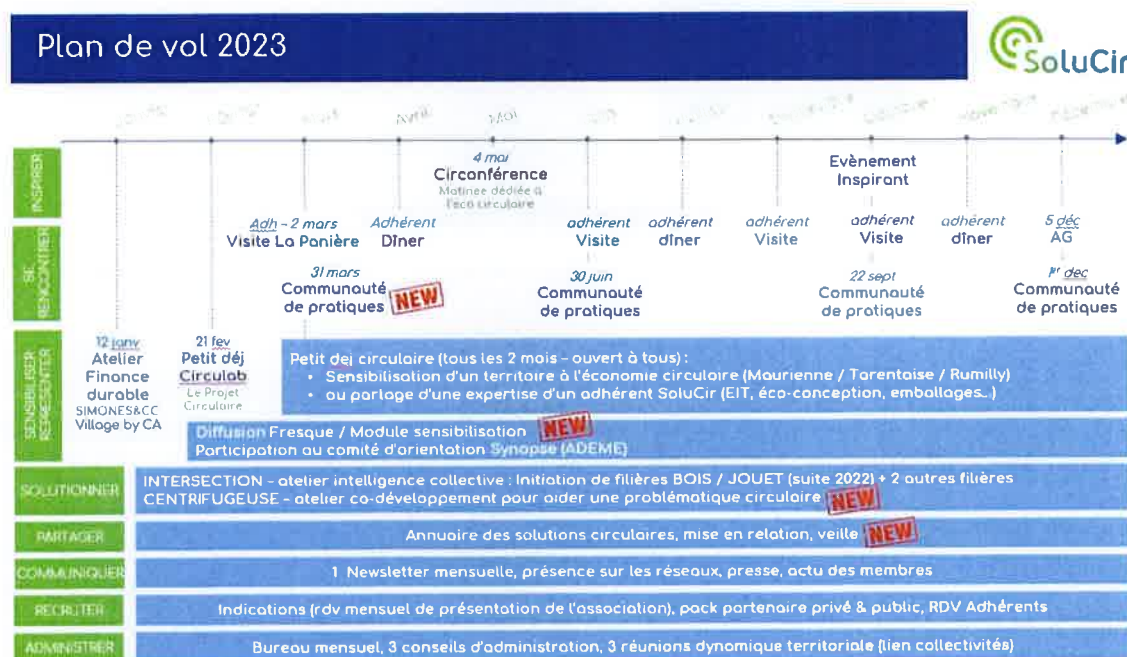 Plan de vol 2023
SoluCir
Avril
Mai
INSPIRER
4 mai
Circonférence
Matinée dédiée à
l'éco circulaire
Evènement
Inspirant
SE
RENCONTRER
Adh - 2 mars
Visite La Panière
Adhérent
Dîner
adhérent
Visite
adhérent
dîner
adhérent
Visite
adhérent
Visite
adhérent
dîner
5 déc
AG
31 mars
Communauté
de pratiques
NEW
30 juin
Communauté
de pratiques
22 sept
Communauté
de pratiques
1er dec
Communauté
de pratiques
SENSIBILISER
REPRESENTER
12 janv
Atelier
Finance
durable
SIMONES&CC
Village by CA
21 fev
Petit déj
Circulab
Le Projet
Circulaire
Petit dej circulaire (tous les 2 mois - ouvert à tous) :
• Sensibilisation d'un territoire à l'économie circulaire (Maurienne / Tarentaise / Rumilly)
• ou partage d'une expertise d'un adhérent SoluCir (EIT, éco-conception, emballages...)
Diffusion Fresque / Module sensibilisation NEW
Participation au comité d'orientation Synopse (ADEME)
SOLUTIONNER
INTERSECTION - atelier intelligence collective : Initiation de filières BOIS / JOUET (suite 2022) + 2 autres filières
CENTRIFUGEUSE - atelier co-développement pour aider une problématique circulaire NEW
PARTAGER
Annuaire des solutions circulaires, mise en relation, veille NEW
COMMUNIQUER
1 Newsletter mensuelle, présence sur les réseaux, presse, actu des membres
RECRUTER
Indications (rdv mensuel de présentation de l'association), pack partenaire privé & public, RDV Adhérents
ADMINISTRER
Bureau mensuel, 3 conseils d'administration, 3 réunions dynamique territoriale (lien collectivités)